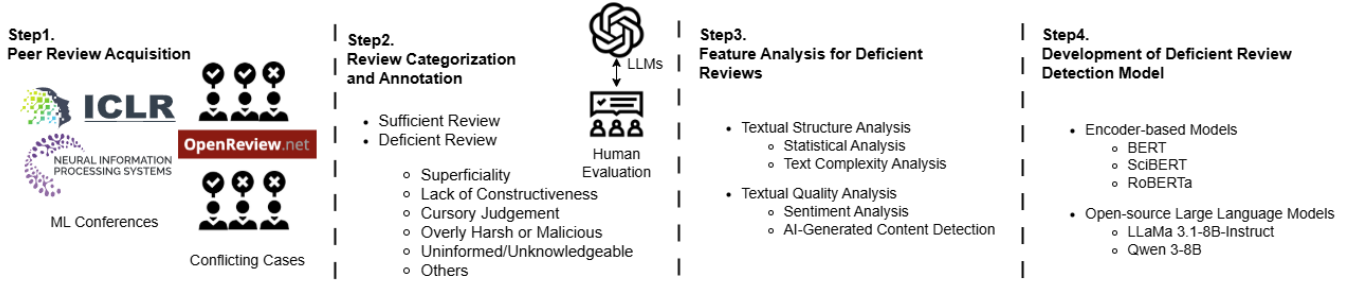 Step1.
Peer Review Acquisition
ICLR
NEURAL INFORMATION
PROCESSING SYSTEMS
ML Conferences
OpenReview.net
Conflicting Cases
Step2.
Review Categorization
and Annotation
LLMs
Human
Evaluation
Sufficient Review
Deficient Review
Superficiality
Lack of Constructiveness
Cursory Judgement
Overly Harsh or Malicious
Uninformed/Unknowledgeable
Others
Step3.
Feature Analysis for Deficient
Reviews
Textual Structure Analysis
Statistical Analysis
Text Complexity Analysis
Textual Quality Analysis
Sentiment Analysis
AI-Generated Content Detection
Step4.
Development of Deficient Review
Detection Model
Encoder-based Models
BERT
SciBERT
RoBERTa
Open-source Large Language Models
LLaMa 3.1-8B-Instruct
Qwen 3-8B